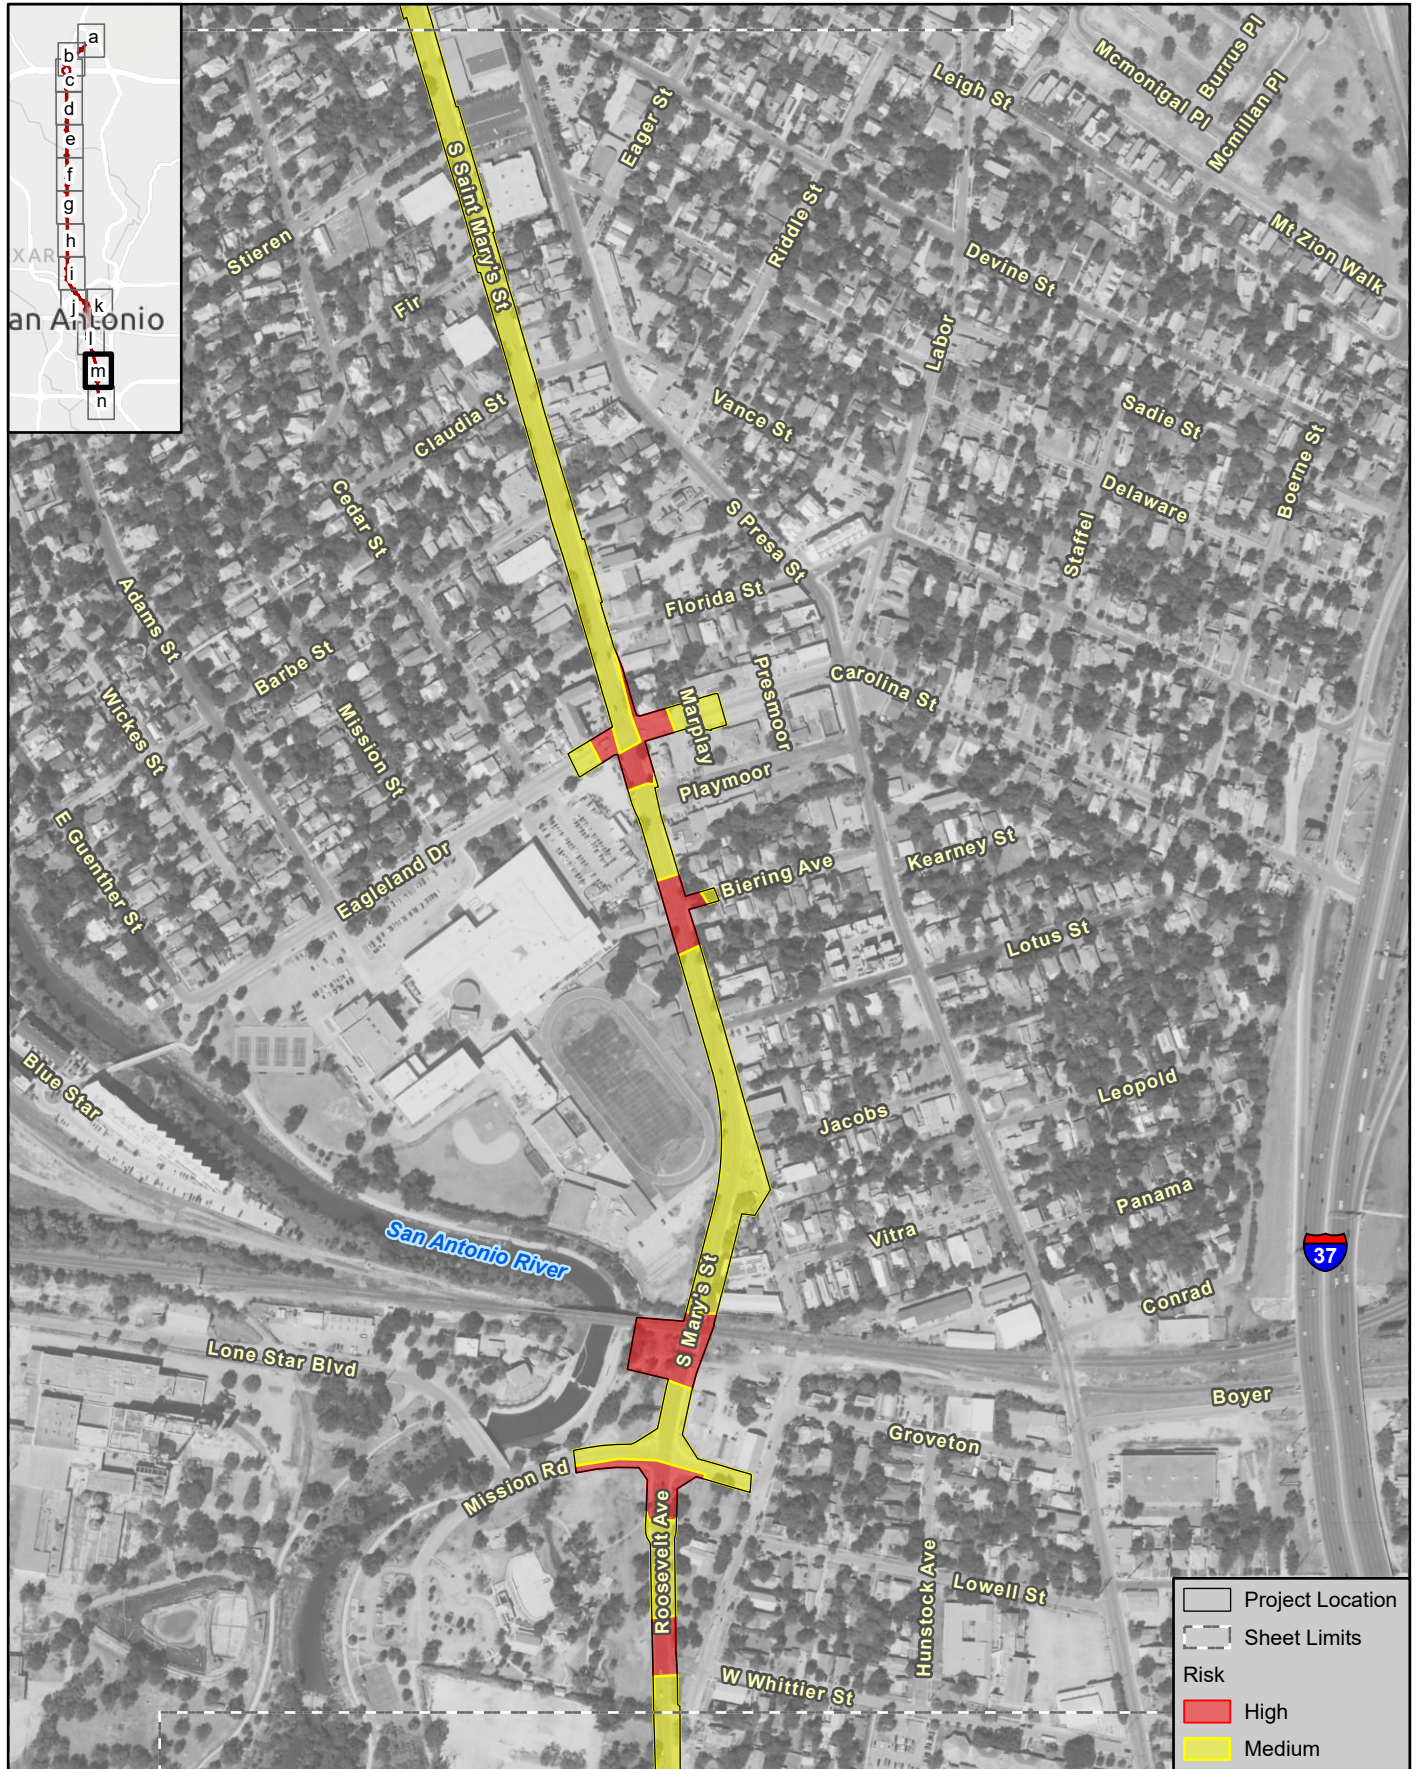 a
b
c
d
e
f
g
h
XAR
i
j
k
an Antonio
l
m
n
Burrus Pl
Mcmonigal Pl
Leigh St
Mcmillan Pl
Eager St
S Saint Mary's St
Riddle St
Mt Zion Walk
Stieren
Devine St
Fir
Labor
Vance St
Claudia St
Sadie St
Boerne St
Cedar St
Delaware
S Presa St
Staffel
Florida St
Adams St
Barbe St
Presmoor
Carolina St
Marplay
Wickes St
Mission St
Playmoor
E Guenther St
Eagleland Dr
Biering Ave
Kearney St
Lotus St
Blue Star
Leopold
Jacobs
Panama
Vitra
San Antonio River
37
S Mary's St
Conrad
Lone Star Blvd
Boyer
Groveton
Mission Rd
Roosevelt Ave
Hunstock Ave
Lowell St
W Whittier St
Project Location
Sheet Limits
Risk
High
Medium